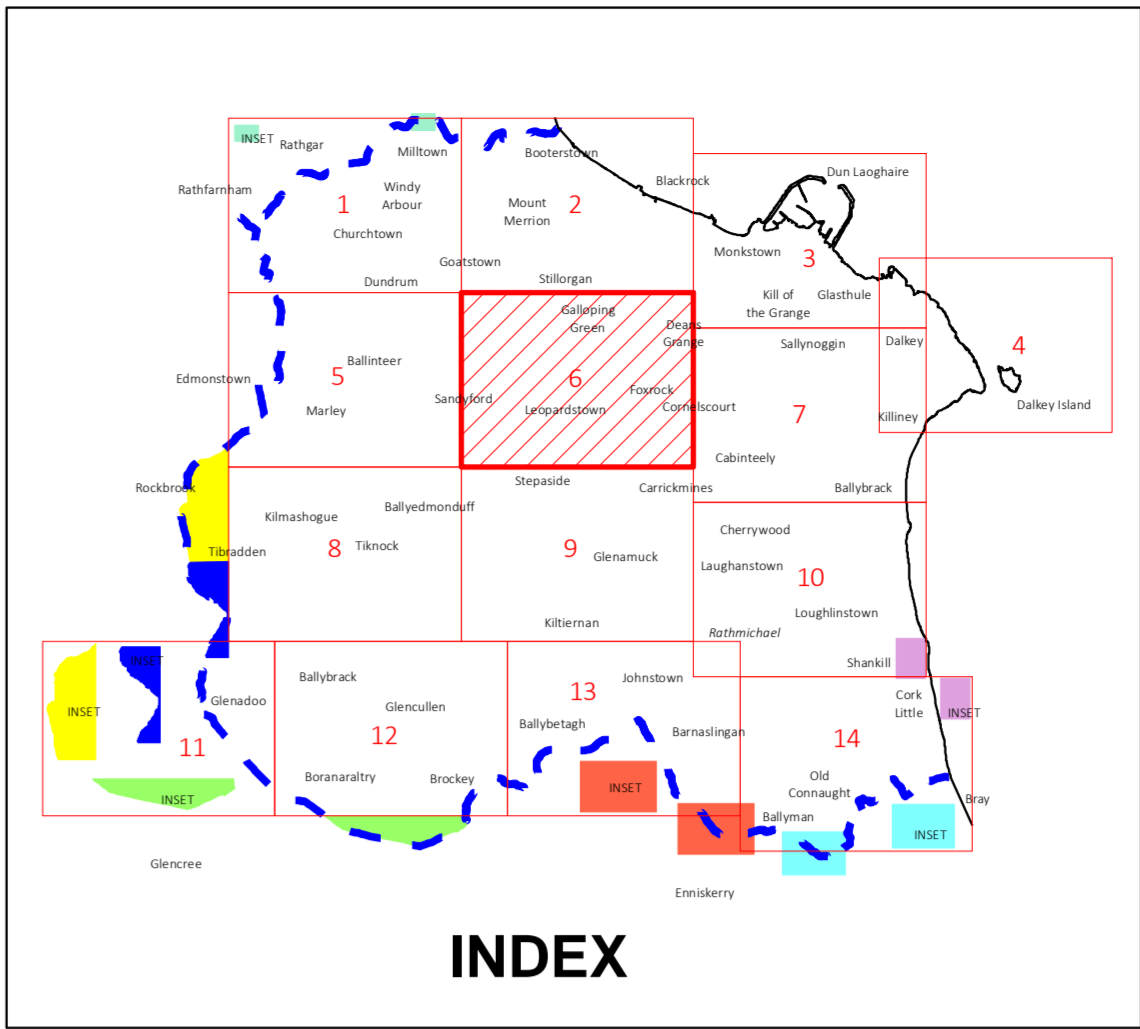 INSET
Rathgar
Milltown
Booterstown
Rathfarnham
Windy
Arbour
1
Churchtown
Mount
Merrion
2
Blackrock
Dun Laoghaire
Goatstown
Dundrum
Stillorgan
Monkstown
3
Kill of
the Grange
Glasthule
Galloping
Green
Deans
Grange
Sallynoggin
Dalkey
4
Dalkey Island
Edmonstown
Ballinteer
5
Marley
Sandyford
6
Foxrock
Leopardstown
Cornelscourt
7
Killiney
Cabinteely
Ballybrack
Rockbrook
Stepaside
Carrickmines
Kilmashogue
Ballyedmonduff
Tibradden
8
Tiknock
9
Glenamuck
Cherrywood
Laughanstown
10
Loughlinstown
Kiltiernan
Rathmichael
Shankill
INSET
INSET
Glenadoo
11
INSET
Ballybrack
Glencullen
12
Boranaraltry
Brockey
Johnstown
13
Ballybetagh
Barnaslingan
INSET
Cork
Little
INSET
14
Old
Connaught
Ballyman
Bray
INSET
Glencree
Enniskerry
INDEX